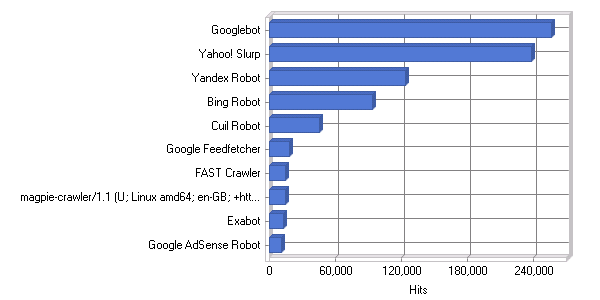 Googlebot
Yahoo! Slurp
Yandex Robot
Bing Robot
Cuil Robot
Google Feedfetcher
FAST Crawler
magpie-crawler/1.1 (U; Linux amd64; en-GB; +htt...
Exabot
Google AdSense Robot
0 60,000 120,000 180,000 240,000
Hits